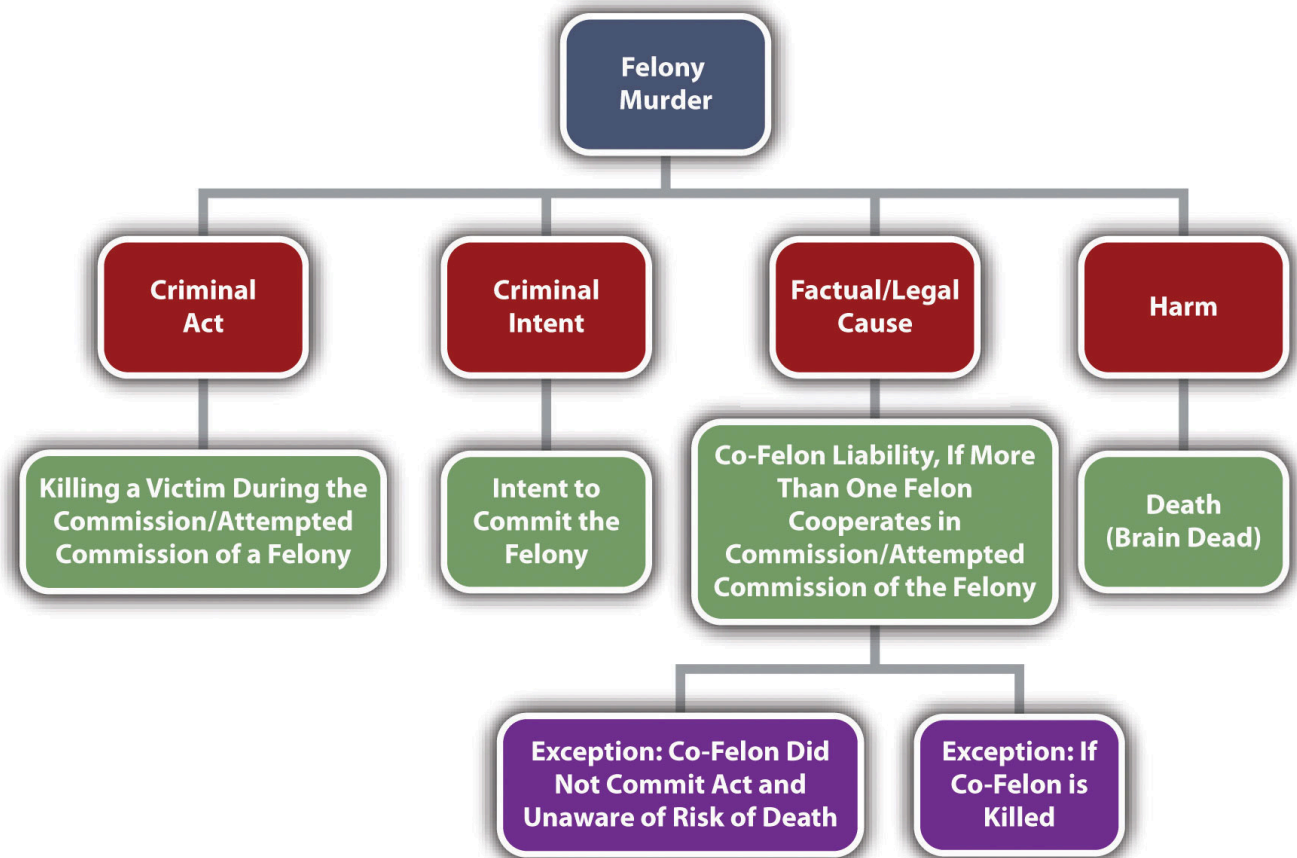 Felony
Murder
Criminal
Act
Criminal
Intent
Factual/Legal
Cause
Harm
Killing a Victim During the
Commission/Attempted
Commission of a Felony
Intent to
Commit the
Felony
Co-Felon Liability, If More
Than One Felon
Cooperates in
Commission/Attempted
Commission of the Felony
Death
(Brain Dead)
Exception: Co-Felon Did
Not Commit Act and
Unaware of Risk of Death
Exception: If
Co-Felon is
Killed